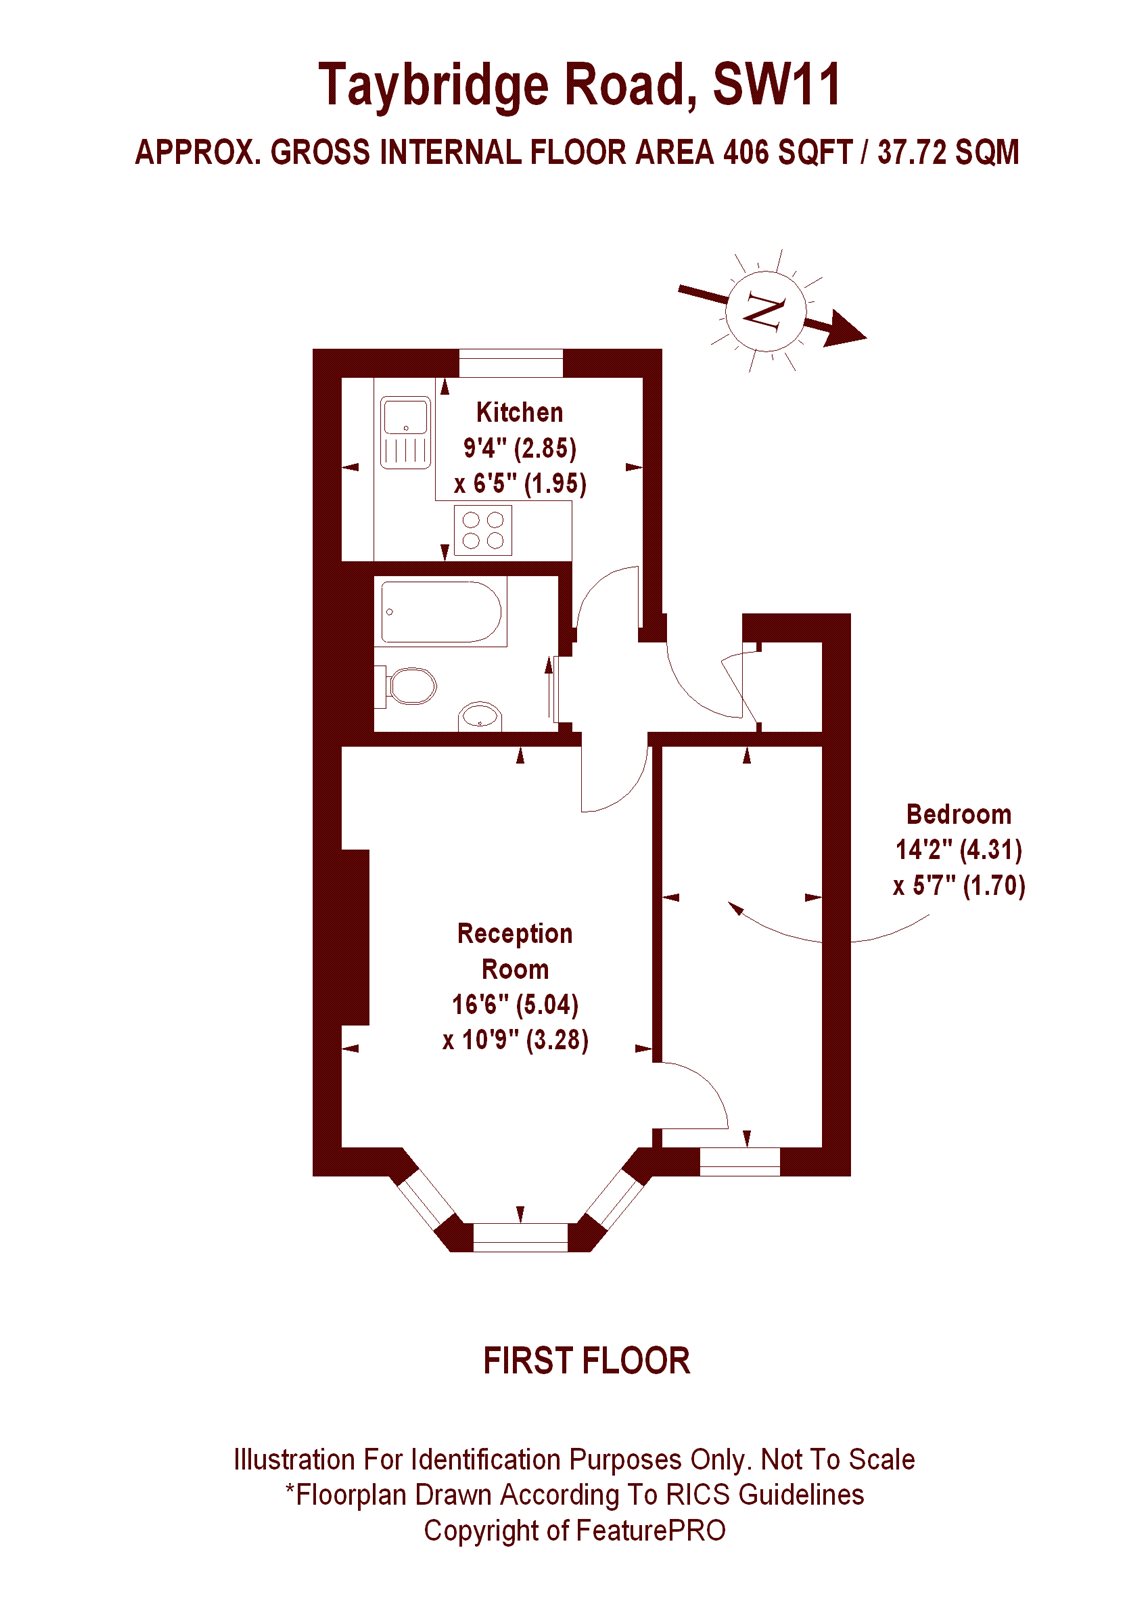 Taybridge Road, SW11
APPROX. GROSS INTERNAL FLOOR AREA 406 SQFT / 37.72 SQM
N
Kitchen
9'4" (2.85)
x 6'5" (1.95)
Bedroom
14'2" (4.31)
x 5'7" (1.70)
Reception
Room
16'6" (5.04)
x 10'9" (3.28)
FIRST FLOOR
Illustration For Identification Purposes Only. Not To Scale
*Floorplan Drawn According To RICS Guidelines
Copyright of FeaturePRO